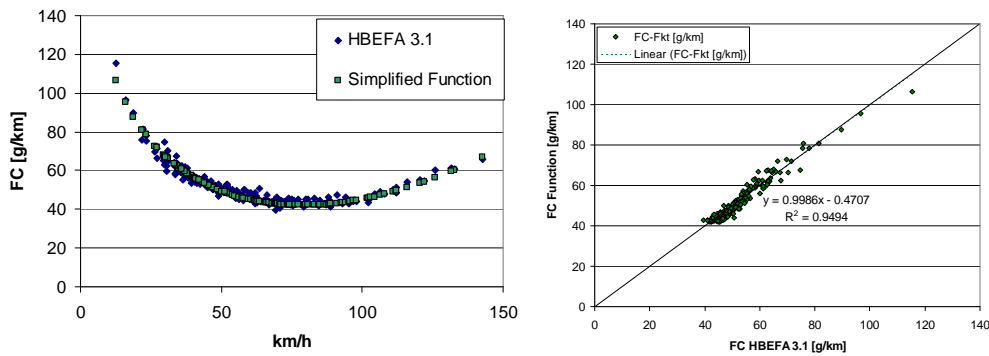 140
120
100
80
60
40
20
0
FC [g/km]
0 50 100 150
km/h
HBEFA 3.1
Simplified Function
140
120
100
80
60
40
20
0
FC Function [g/km]
0 20 40 60 80 100 120 140
FC HBEFA 3.1 [g/km]
FC-Fkt [g/km]
Linear (FC-Fkt [g/km])
y = 0.9986x - 0.4707
R² = 0.9494